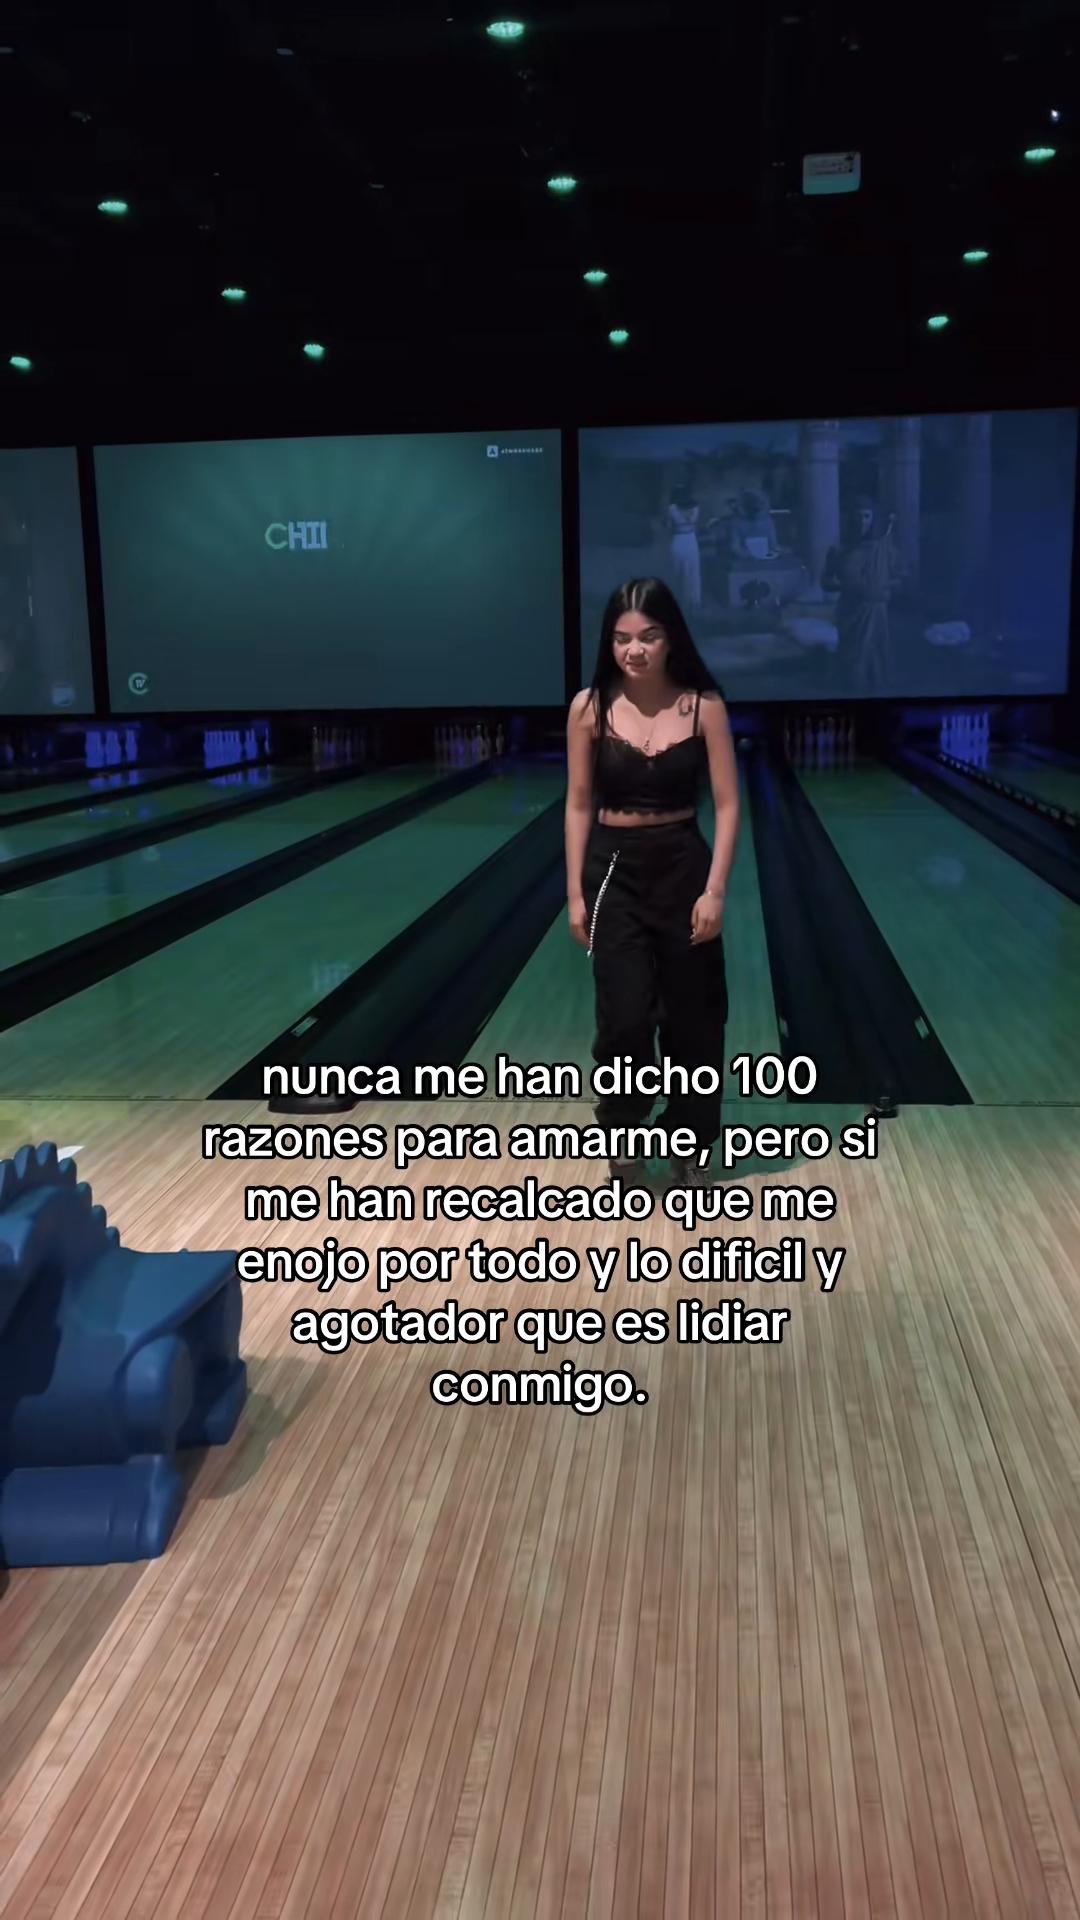 CHII
nunca me han dicho 100
razones para amarme, pero si
me han recalcado que me
enojo por todo y lo dificil y
agotador que es lidiar
conmigo.